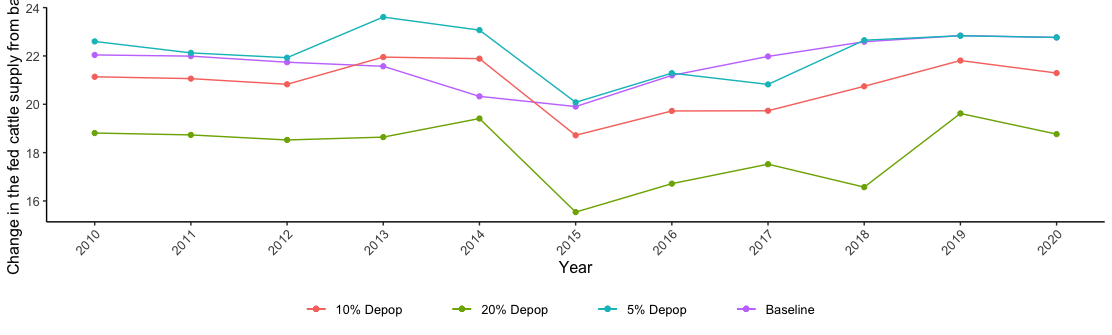 Change in the fed cattle supply from
24
22
20
18
16
2010 2011 2012 2013 2014 2015 2016 2017 2018 2019 2020
Year
10% Depop 20% Depop 5% Depop Baseline